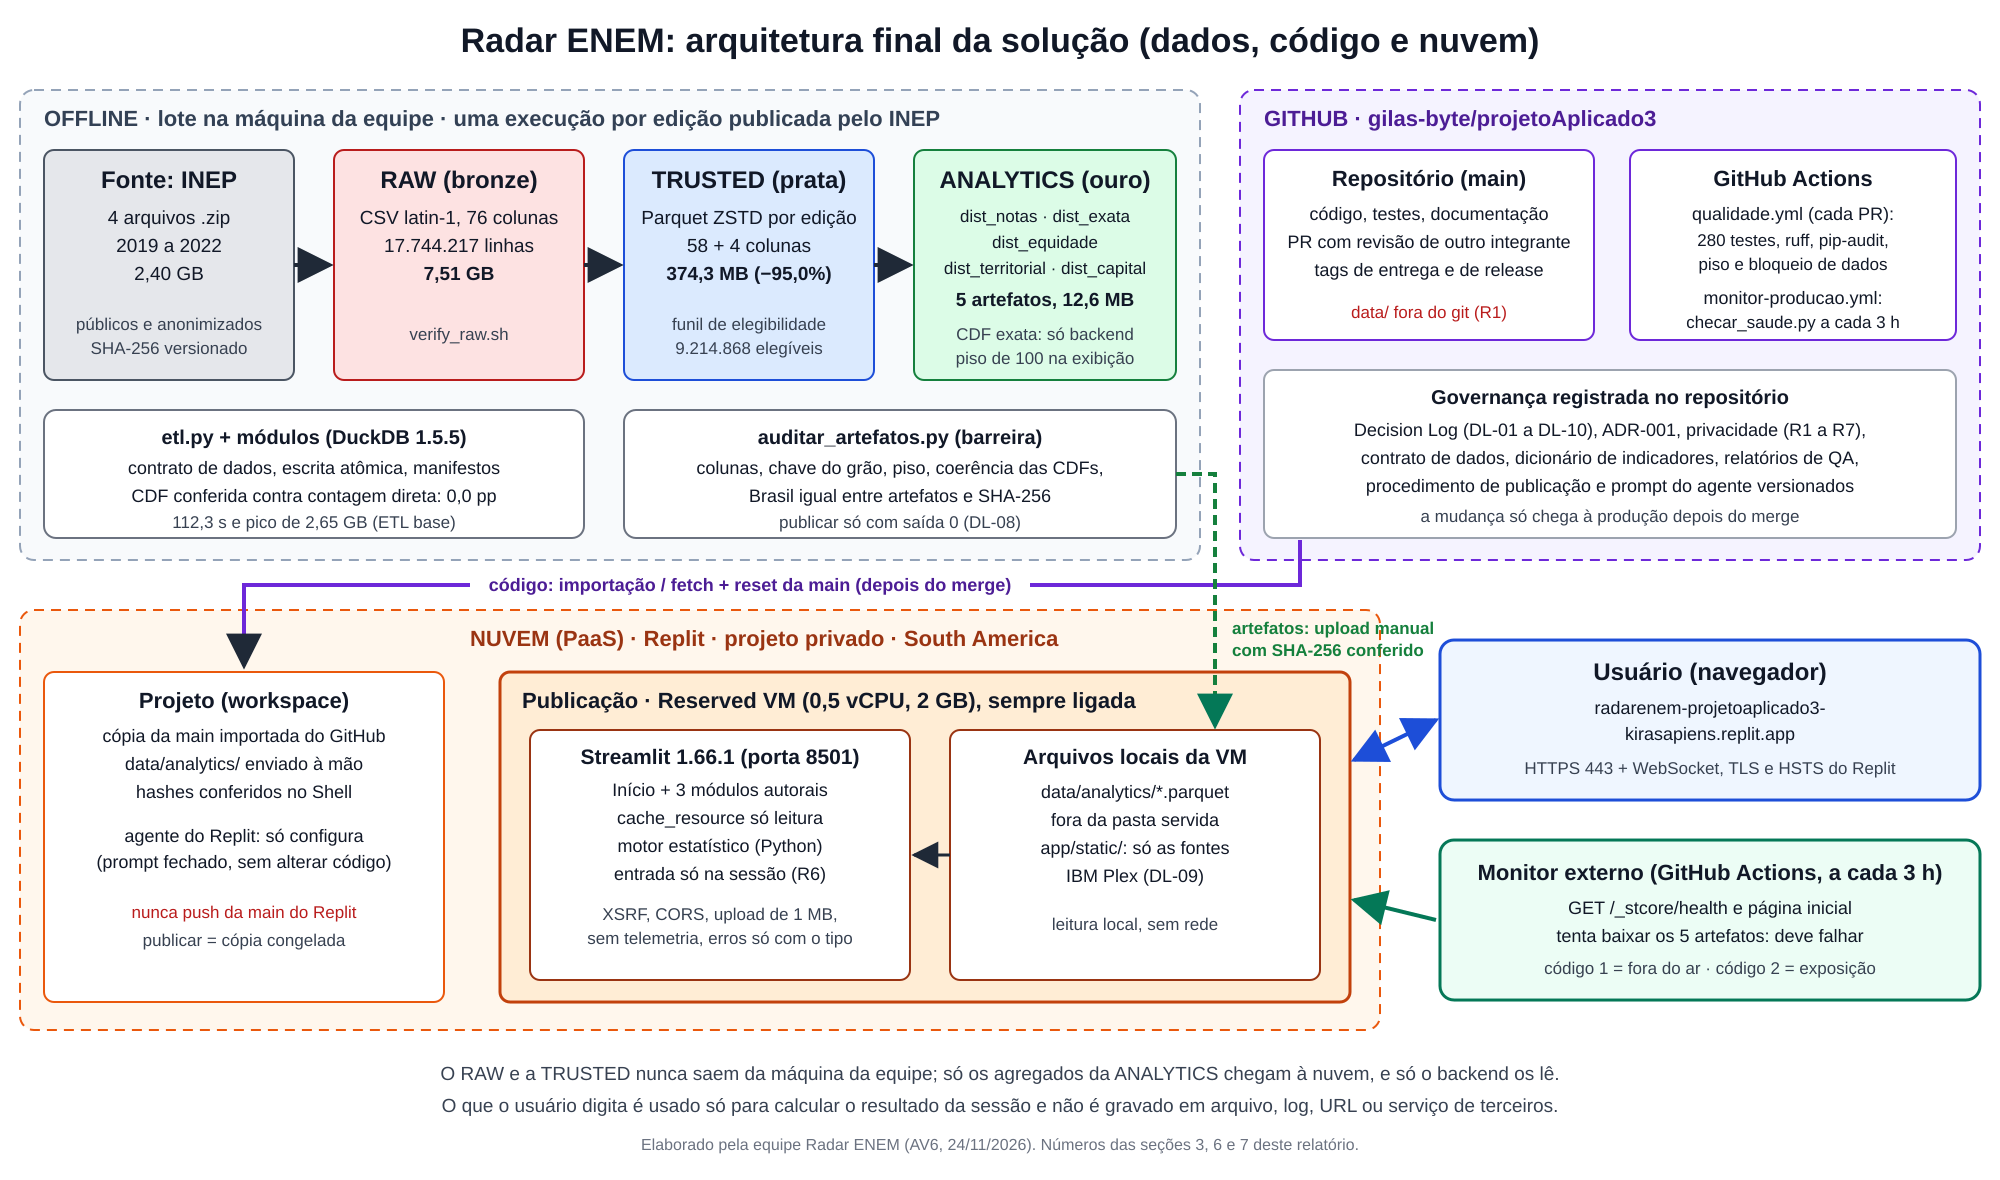 Radar ENEM: arquitetura final da solução (dados, código e nuvem)
OFFLINE · lote na máquina da equipe · uma execução por edição publicada pelo INEP
Fonte: INEP
4 arquivos .zip
2019 a 2022
2,40 GB
públicos e anonimizados
SHA-256 versionado
RAW (bronze)
CSV latin-1, 76 colunas
17.744.217 linhas
7,51 GB
verify_raw.sh
TRUSTED (prata)
Parquet ZSTD por edição
58 + 4 colunas
374,3 MB (−95,0%)
funil de elegibilidade
9.214.868 elegíveis
ANALYTICS (ouro)
dist_notas · dist_exata
dist_equidade
dist_territorial · dist_capital
5 artefatos, 12,6 MB
CDF exata: só backend
piso de 100 na exibição
etl.py + módulos (DuckDB 1.5.5)
contrato de dados, escrita atômica, manifestos
CDF conferida contra contagem direta: 0,0 pp
112,3 s e pico de 2,65 GB (ETL base)
auditar_artefatos.py (barreira)
colunas, chave do grão, piso, coerência das CDFs,
Brasil igual entre artefatos e SHA-256
publicar só com saída 0 (DL-08)
GITHUB · gilas-byte/projetoAplicado3
Repositório (main)
código, testes, documentação
PR com revisão de outro integrante
tags de entrega e de release
data/ fora do git (R1)
GitHub Actions
qualidade.yml (cada PR):
280 testes, ruff, pip-audit,
piso e bloqueio de dados
monitor-producao.yml:
checar_saude.py a cada 3 h
Governança registrada no repositório
Decision Log (DL-01 a DL-10), ADR-001, privacidade (R1 a R7),
contrato de dados, dicionário de indicadores, relatórios de QA,
procedimento de publicação e prompt do agente versionados
a mudança só chega à produção depois do merge
código: importação / fetch + reset da main (depois do merge)
NUVEM (PaaS) · Replit · projeto privado · South America
artefatos: upload manual
com SHA-256 conferido
Projeto (workspace)
cópia da main importada do GitHub
data/analytics/ enviado à mão
hashes conferidos no Shell
agente do Replit: só configura
(prompt fechado, sem alterar código)
nunca push da main do Replit
publicar = cópia congelada
Publicação · Reserved VM (0,5 vCPU, 2 GB), sempre ligada
Streamlit 1.66.1 (porta 8501)
Início + 3 módulos autorais
cache_resource só leitura
motor estatístico (Python)
entrada só na sessão (R6)
XSRF, CORS, upload de 1 MB,
sem telemetria, erros só com o tipo
Arquivos locais da VM
data/analytics/*.parquet
fora da pasta servida
app/static/: só as fontes
IBM Plex (DL-09)
leitura local, sem rede
Usuário (navegador)
radarenem-projetoaplicado3-
kirasapiens.replit.app
HTTPS 443 + WebSocket, TLS e HSTS do Replit
Monitor externo (GitHub Actions, a cada 3 h)
GET /_stcore/health e página inicial
tenta baixar os 5 artefatos: deve falhar
código 1 = fora do ar · código 2 = exposição
O RAW e a TRUSTED nunca saem da máquina da equipe; só os agregados da ANALYTICS chegam à nuvem, e só o backend os lê.
O que o usuário digita é usado só para calcular o resultado da sessão e não é gravado em arquivo, log, URL ou serviço de terceiros.
Elaborado pela equipe Radar ENEM (AV6, 24/11/2026). Números das seções 3, 6 e 7 deste relatório.